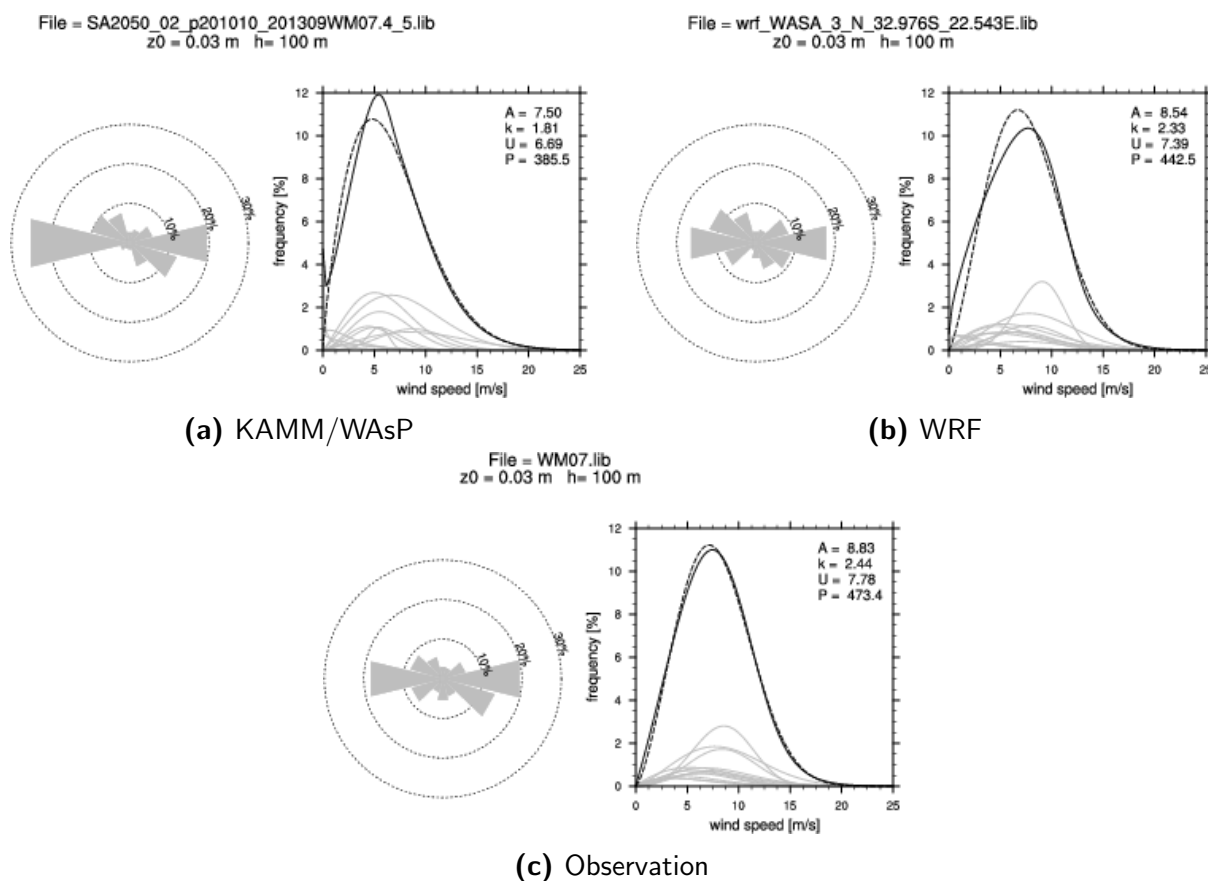 File = SA2050_02_p201010_201309WM07.4_5.lib
z0 = 0.03 m h= 100 m
10%
20%
30%
frequency [%]
12
10
8
6
4
2
0
A = 7.50
k = 1.81
U = 6.69
P = 385.5
0 5 10 15 20 25
wind speed [m/s]
(a) KAMM/WAsP
File = wrf_WASA_3_N_32.976S_22.543E.lib
z0 = 0.03 m h= 100 m
10%
20%
30%
frequency [%]
12
10
8
6
4
2
0
A = 8.54
k = 2.33
U = 7.39
P = 442.5
0 5 10 15 20 25
wind speed [m/s]
(b) WRF
File = WM07.lib
z0 = 0.03 m h= 100 m
10%
20%
30%
frequency [%]
12
10
8
6
4
2
0
A = 8.83
k = 2.44
U = 7.78
P = 473.4
0 5 10 15 20 25
wind speed [m/s]
(c) Observation